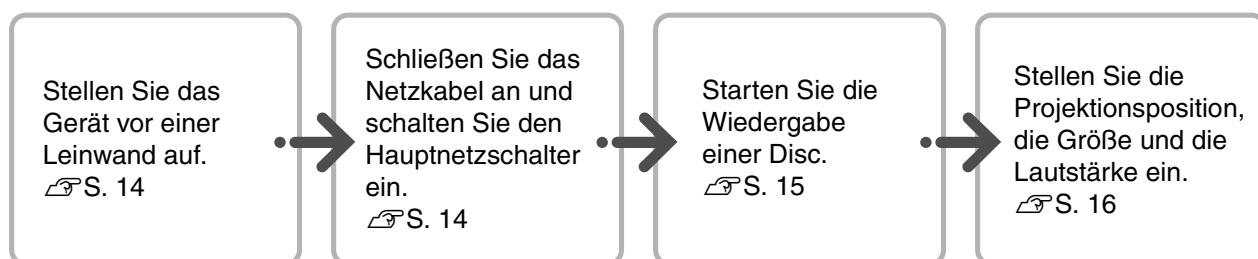 Stellen Sie das
Gerät vor einer
Leinwand auf.
☞S. 14
Schließen Sie das
Netzkabel an und
schalten Sie den
Hauptnetzschalter
ein.
☞S. 14
Starten Sie die
Wiedergabe
einer Disc.
☞S. 15
Stellen Sie die
Projektionsposition,
die Größe und die
Lautstärke ein.
☞S. 16